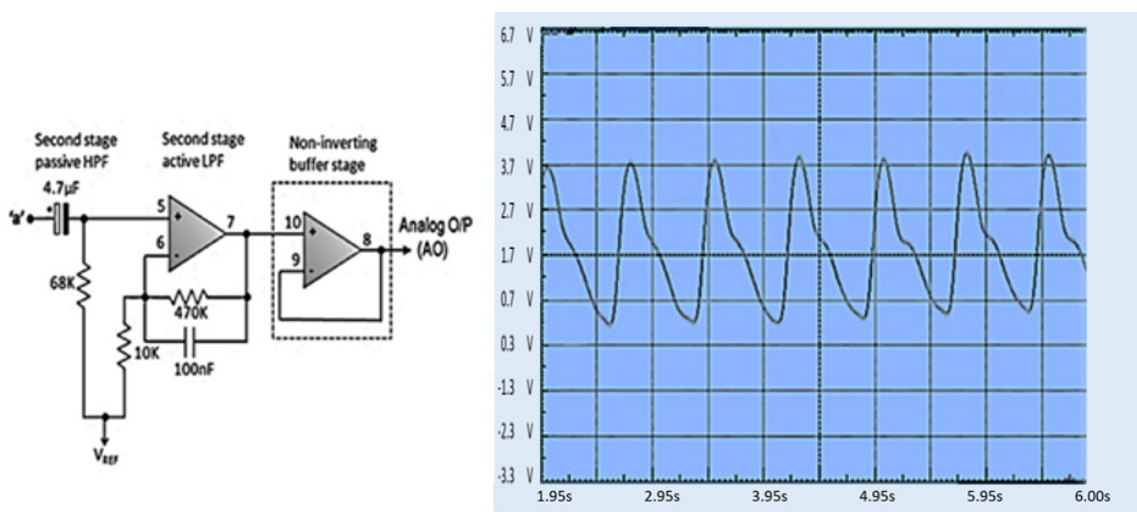 Second stage
passive HPF
4.7µF
+
'a'
68K
Second stage
active LPF
5
+
6
-
7
470K
100nF
10K
VREF
Non-inverting
buffer stage
10
+
9
-
8
Analog O/P
(AO)
6.7 V
5.7 V
4.7 V
3.7 V
2.7 V
1.7 V
0.7 V
0.3 V
-1.3 V
-2.3 V
-3.3 V
1.95s 2.95s 3.95s 4.95s 5.95s 6.00s